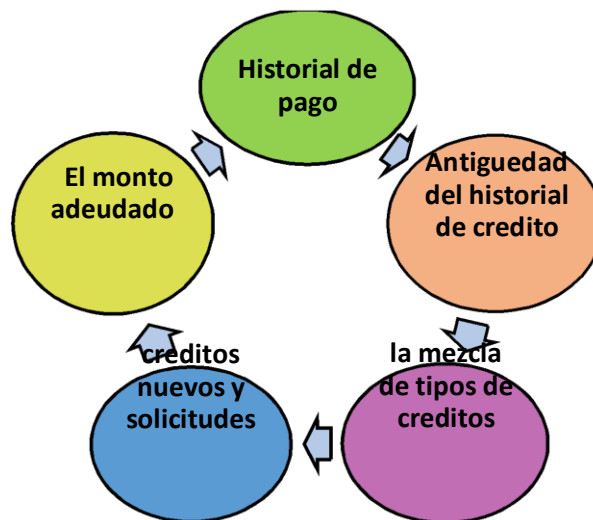 Historial de
pago
Antiguedad
del historial
de credito
la mezcla
de tipos de
creditos
creditos
nuevos y
solicitudes
El monto
adeudado